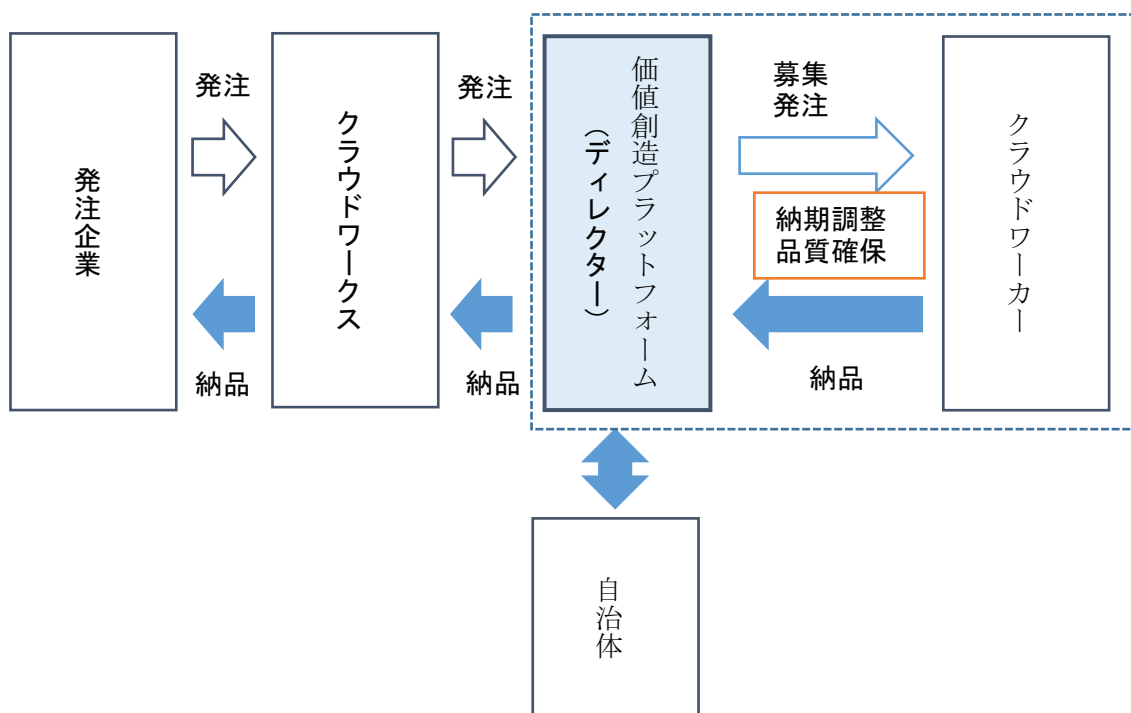 発注企業
発注
納品
クラウドワークス
発注
納品
価値創造プラットフォーム
（ディレクター）
募集
発注
納期調整
品質確保
納品
クラウドワーカー
自治体